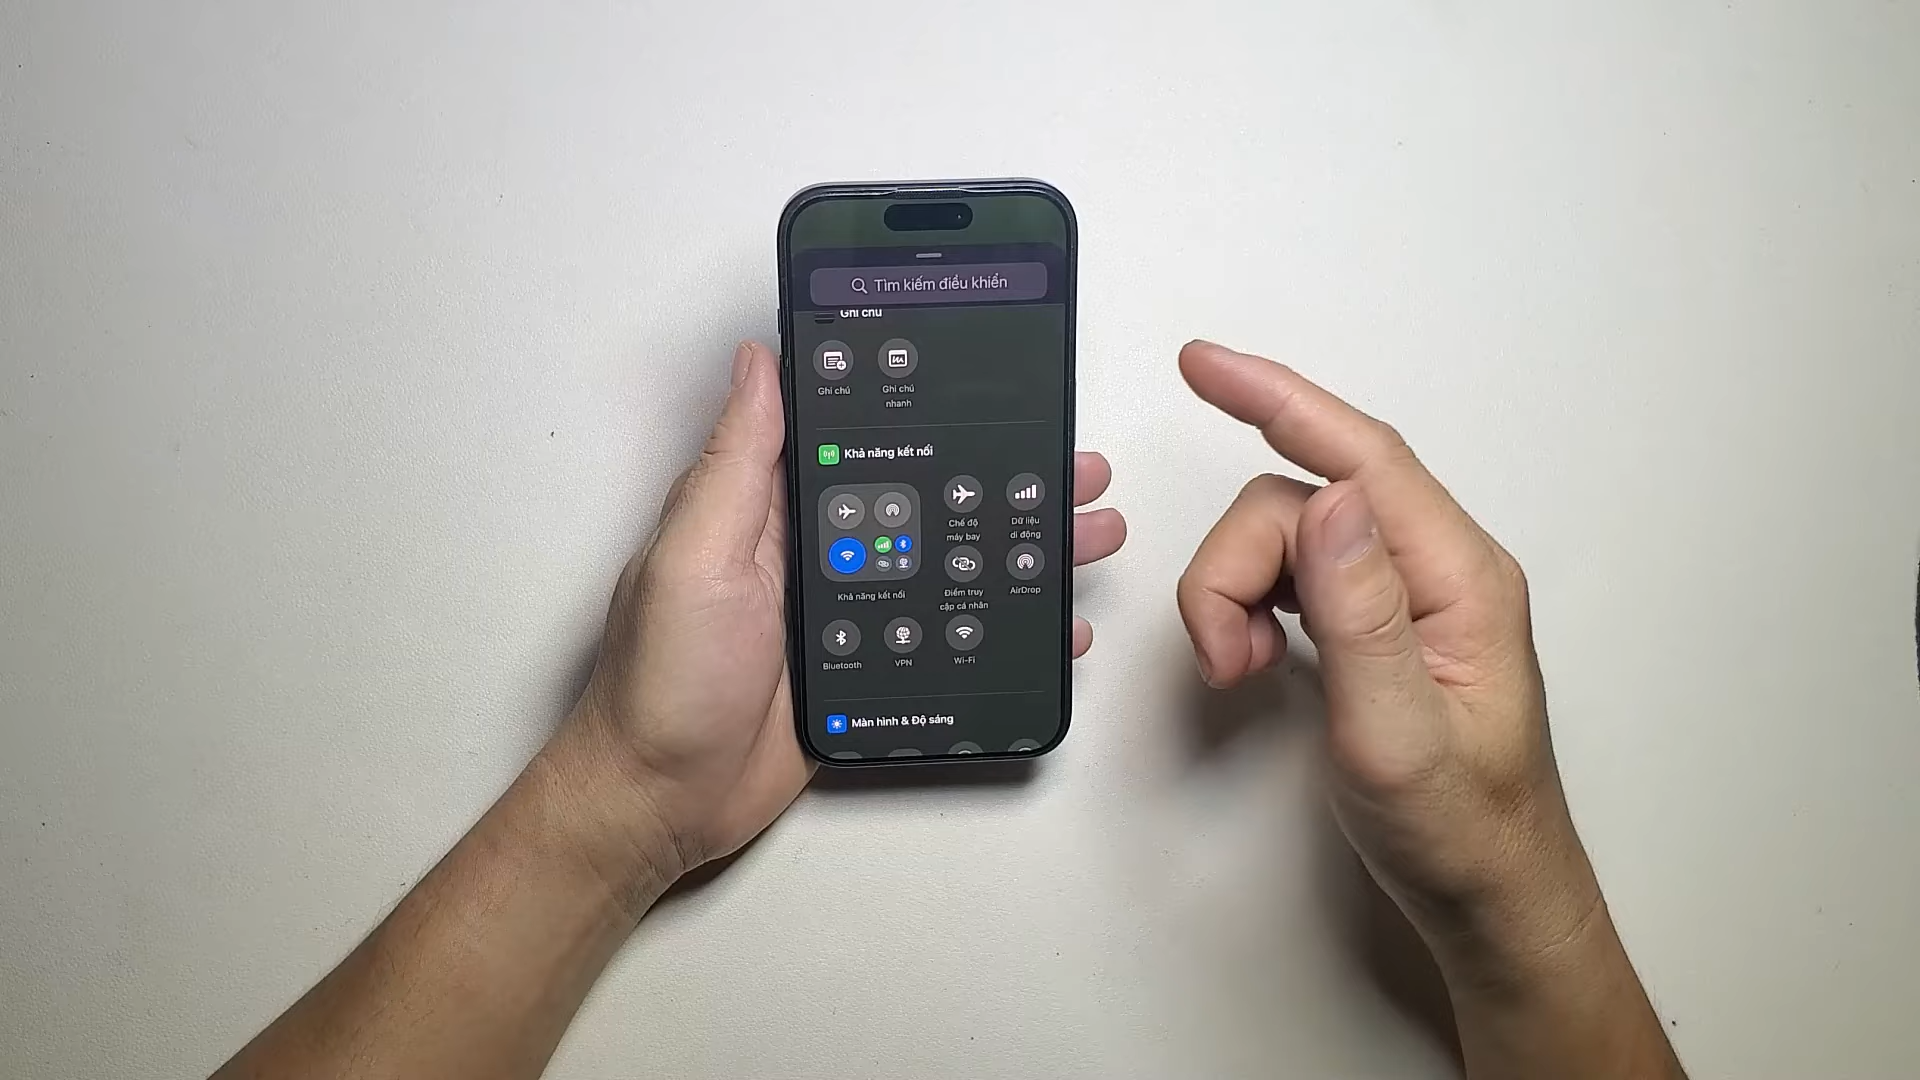 Tìm kiếm điều khiển
Ghi chú
Ghi chú
Ghi chú
nhanh
Khả năng kết nối
Chế độ
máy bay
Dữ liệu
di động
Khả năng kết nối
Điểm truy
cập cá nhân
AirDrop
Bluetooth
VPN
Wi-Fi
Màn hình & Độ sáng